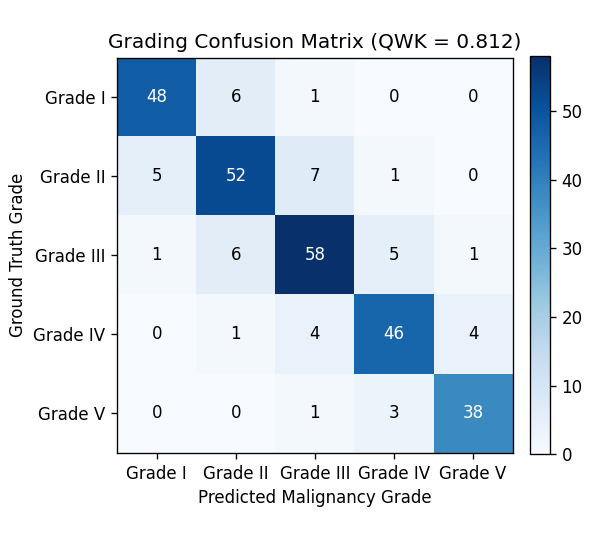 Grading Confusion Matrix (QWK = 0.812)
Ground Truth Grade
Grade I 48 6 1 0 0
Grade II 5 52 7 1 0
Grade III 1 6 58 5 1
Grade IV 0 1 4 46 4
Grade V 0 0 1 3 38
Grade I Grade II Grade III Grade IV Grade V
Predicted Malignancy Grade
50
40
30
20
10
0